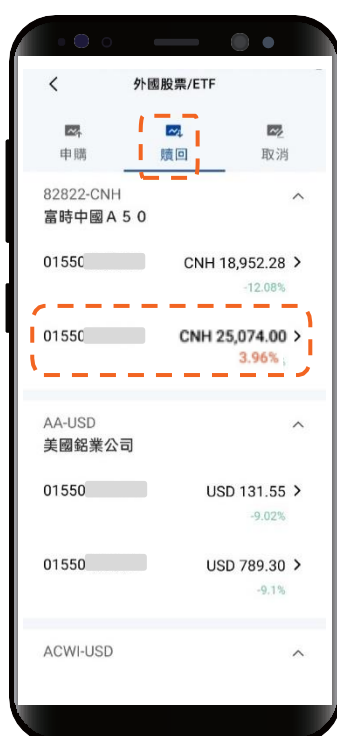 外國股票/ETF
申購 贖回 取消
82822-CNH
富時中國Ａ５０
01550 CNH 18,952.28 >
-12.08%
01550 CNH 25,074.00 >
3.96%
AA-USD
美國鋁業公司
01550 USD 131.55 >
-9.02%
01550 USD 789.30 >
-9.1%
ACWI-USD